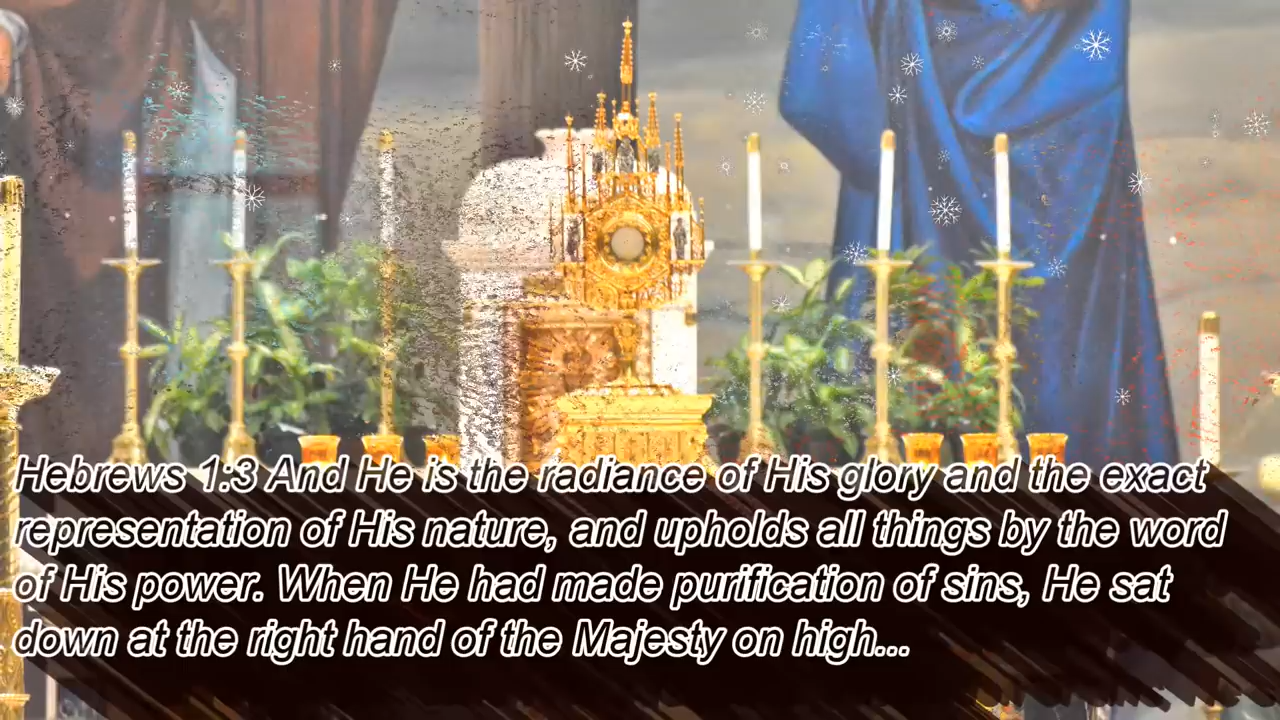 Hebrews 1:3 And He is the radiance of His glory and the exact
representation of His nature, and upholds all things by the word
of His power. When He had made purification of sins, He sat
down at the right hand of the Majesty on high...